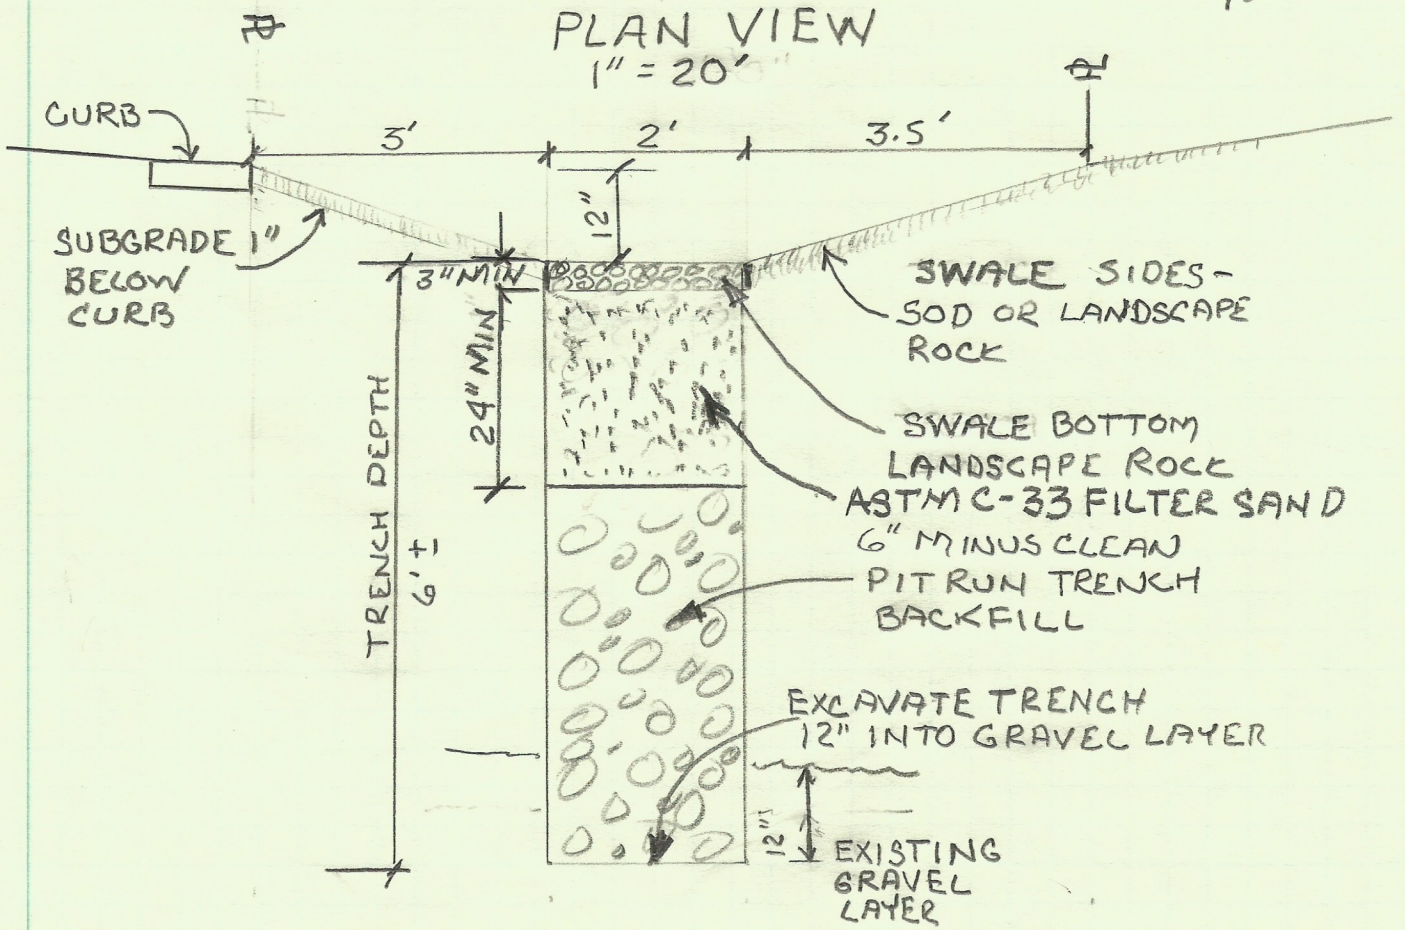 PLAN VIEW
1" = 20'
CURB
3'
2'
3.5'
12"
SUBGRADE 1"
BELOW
CURB
3" MIN
24" MIN
TRENCH DEPTH
6' ±
SWALE SIDES-
SOD OR LANDSCAPE
ROCK
SWALE BOTTOM
LANDSCAPE ROCK
ASTM C-33 FILTER SAND
6" MINUS CLEAN
PIT RUN TRENCH
BACKFILL
EXCAVATE TRENCH
12" INTO GRAVEL LAYER
12"
EXISTING
GRAVEL
LAYER